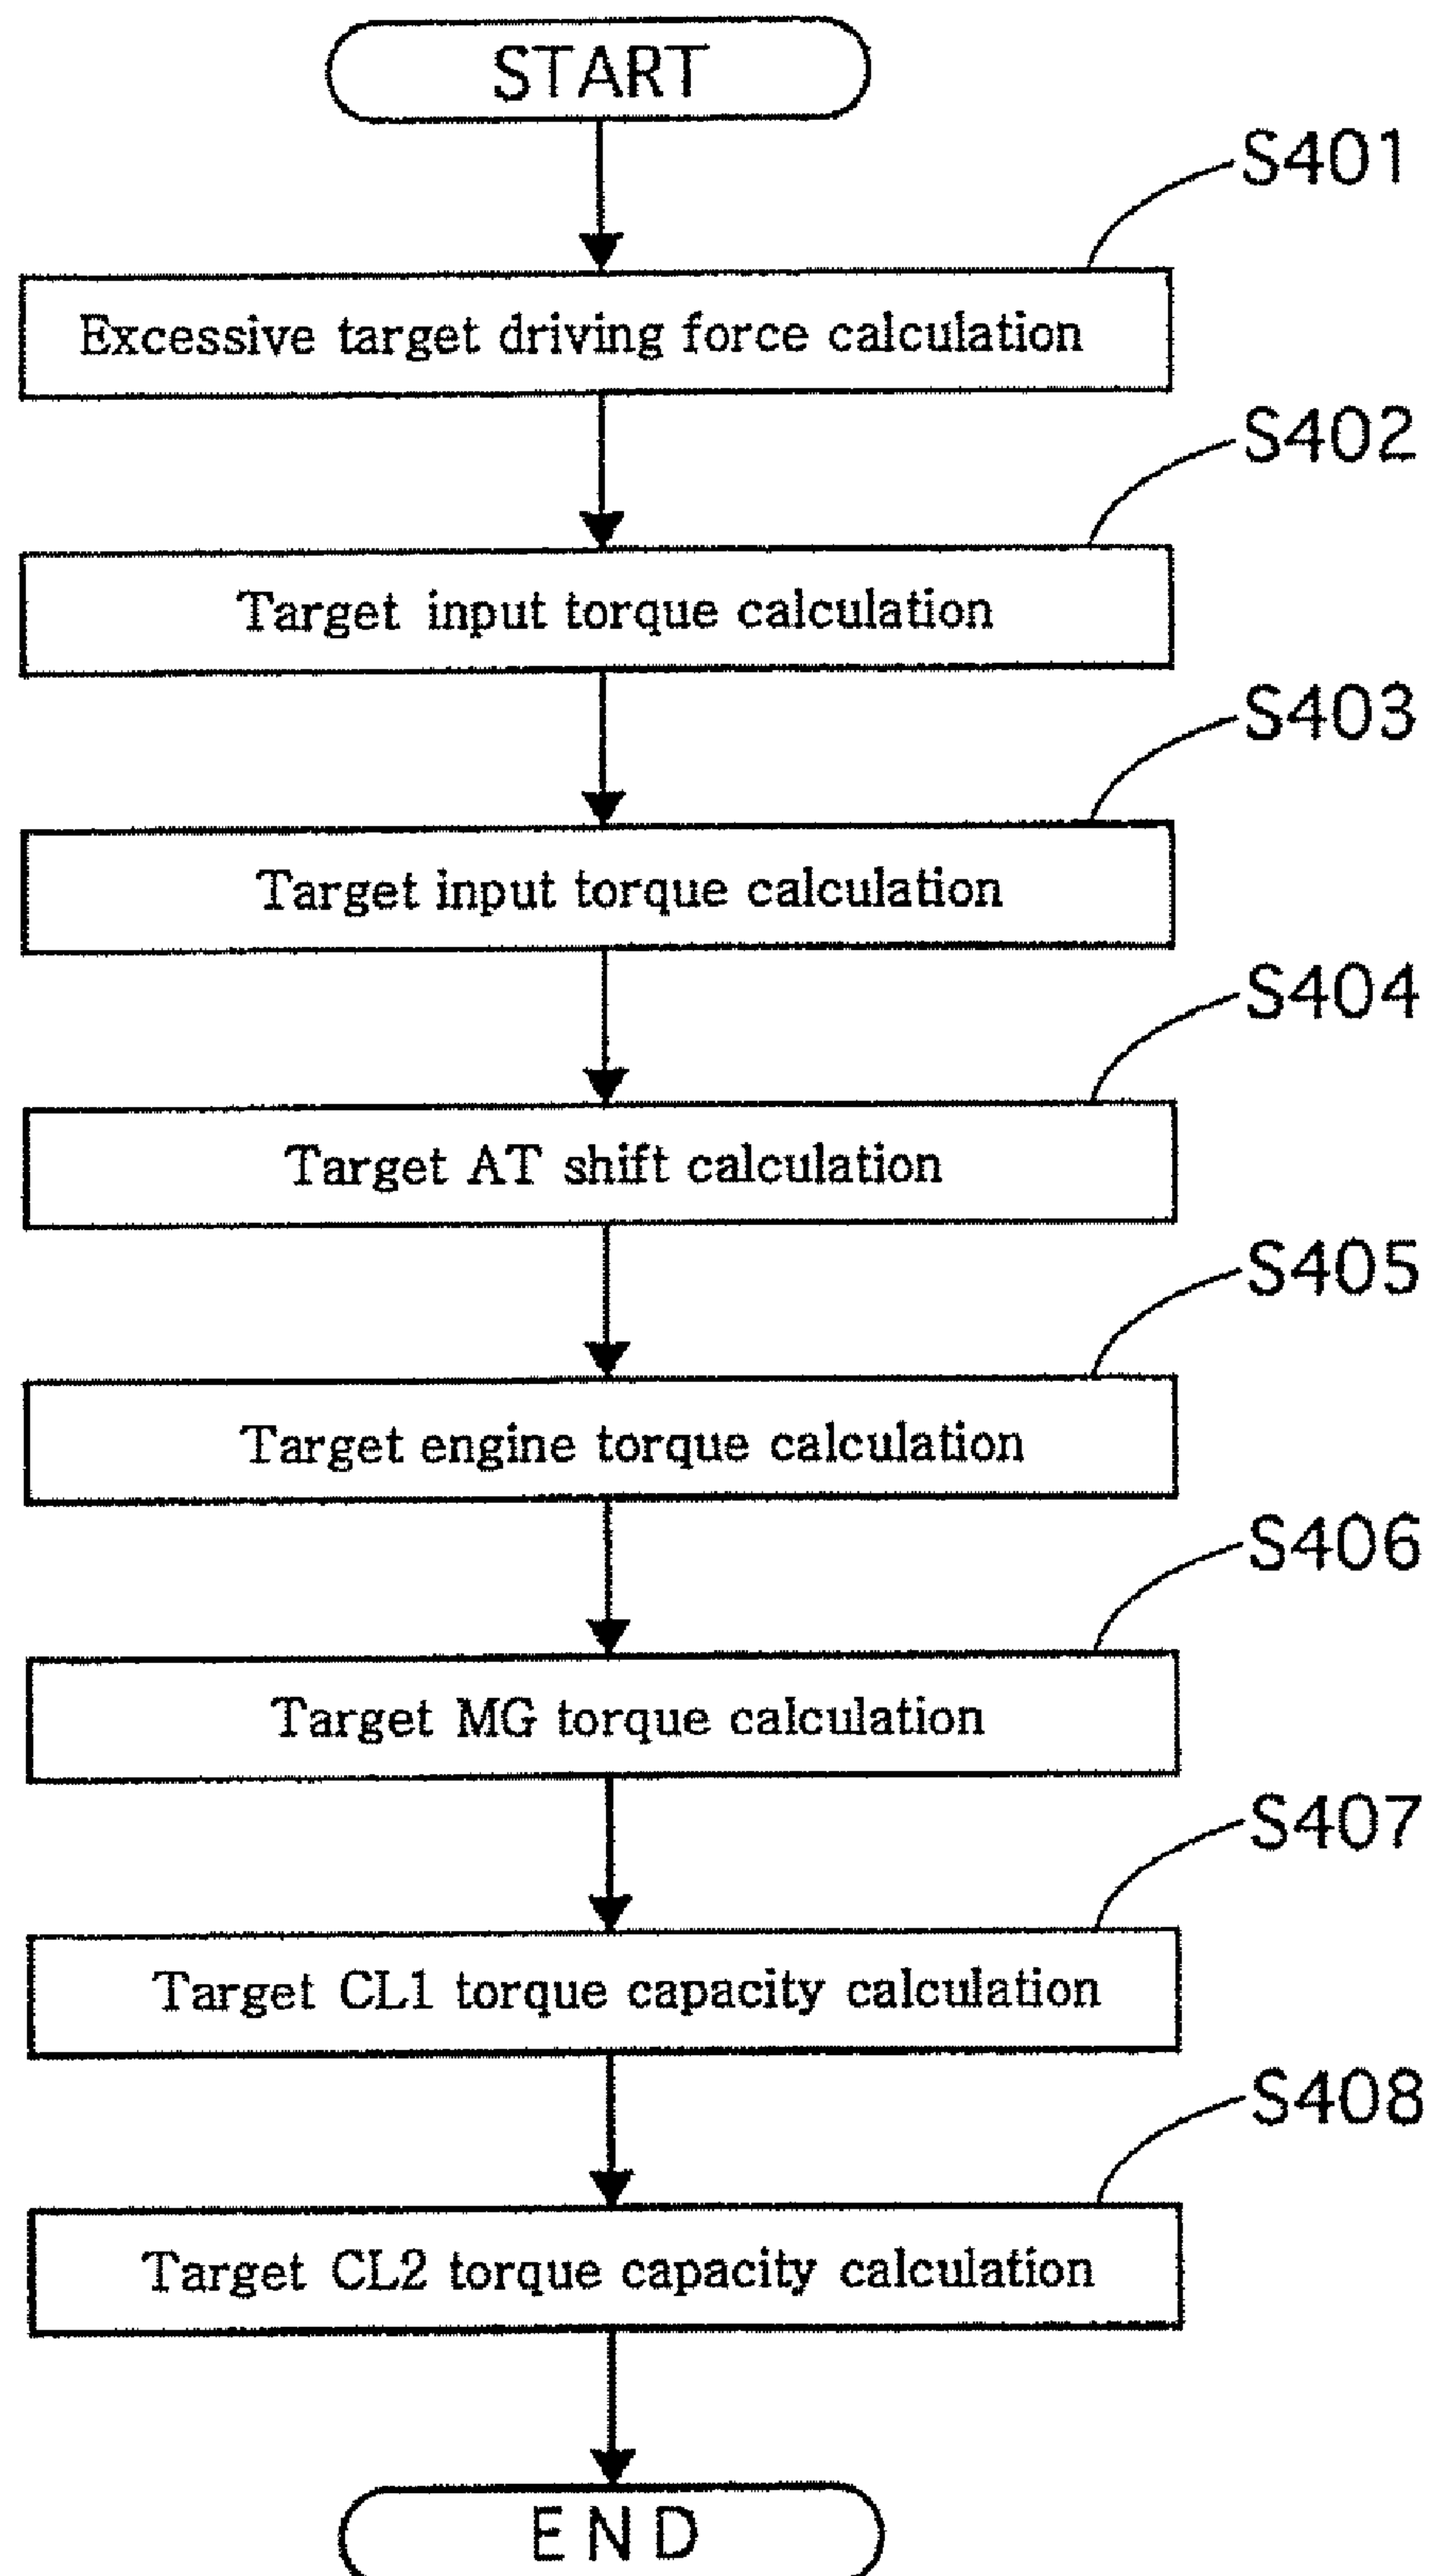 START
S401
Excessive target driving force calculation
S402
Target input torque calculation
S403
Target input torque calculation
S404
Target AT shift calculation
S405
Target engine torque calculation
S406
Target MG torque calculation
S407
Target CL1 torque capacity calculation
S408
Target CL2 torque capacity calculation
END